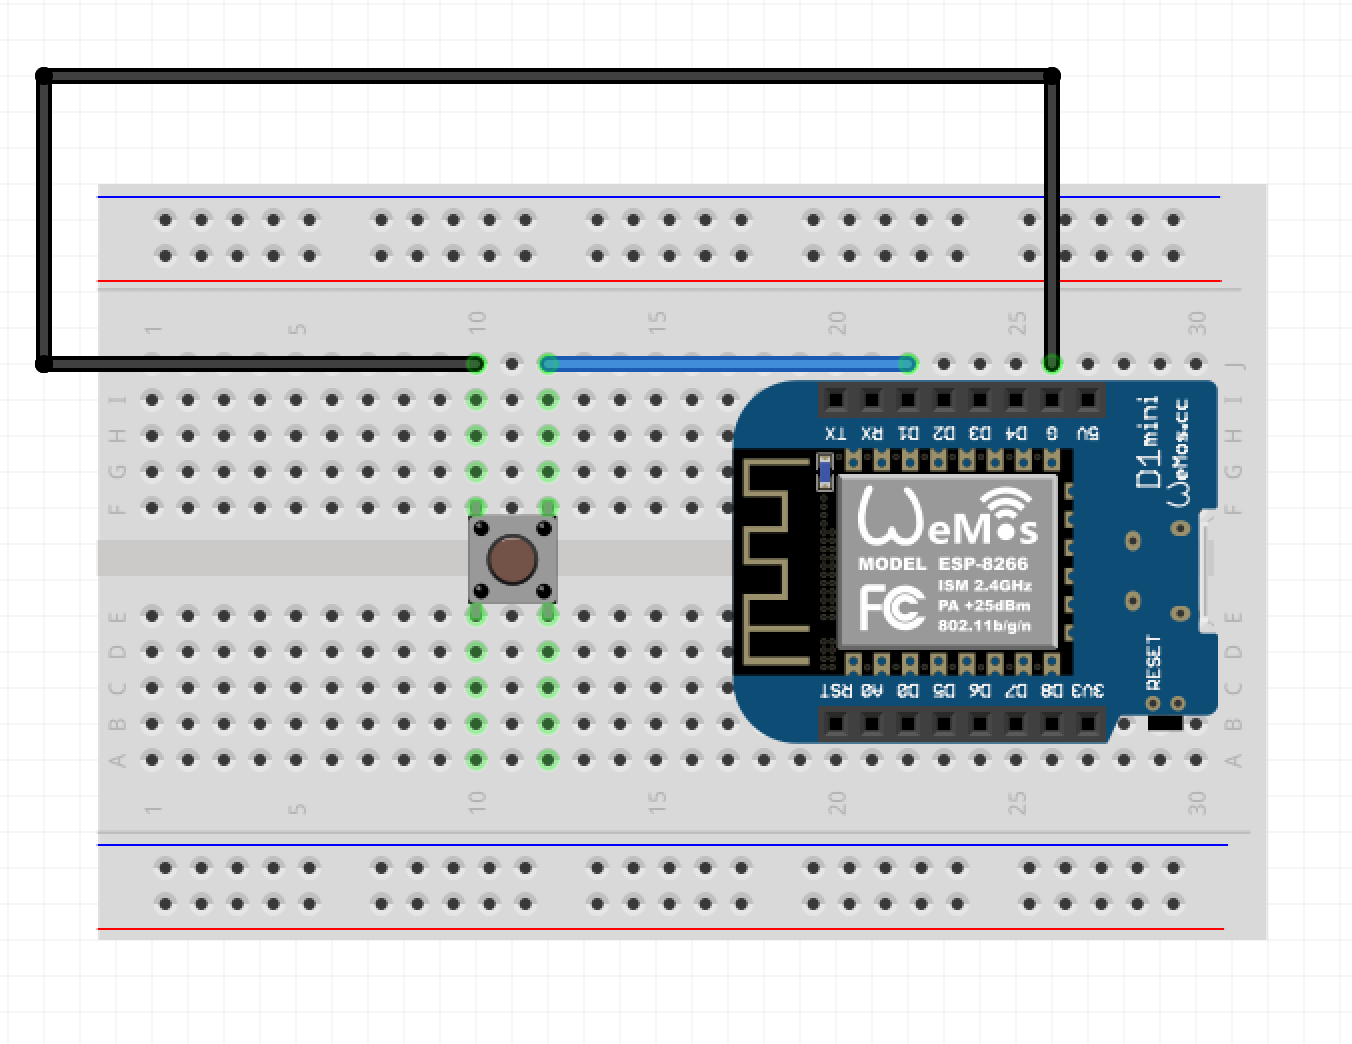 1 5 10 15 20 25 30
J
I I
H H
G G
F F
TX RX D1 D2 D3 D4 G 5V
D1 mini
WeMos.cc
WeMos
MODEL ESP-8266
FCC
ISM 2.4GHz
PA +25dBm
802.11b/g/n
RST A0 D0 D5 D6 D7 D8 3V3
RESET
E E
D D
C C
B B
A A
1 5 10 15 20 25 30